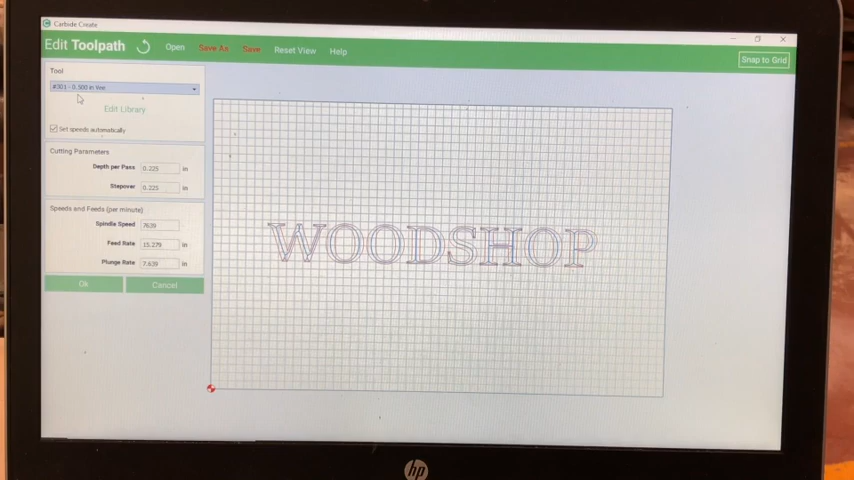 Carbide Create
Edit Toolpath Open Save As Save Reset View Help
Snap to Grid
Tool
#301 - 0.500 in Vee
Edit Library
Set speeds automatically
Cutting Parameters
Depth per Pass 0.225 in
Stepover 0.225 in
Speeds and Feeds (per minute)
Spindle Speed 7639
Feed Rate 15.279 in
Plunge Rate 7.639 in
Ok Cancel
WOODSHOP
hp